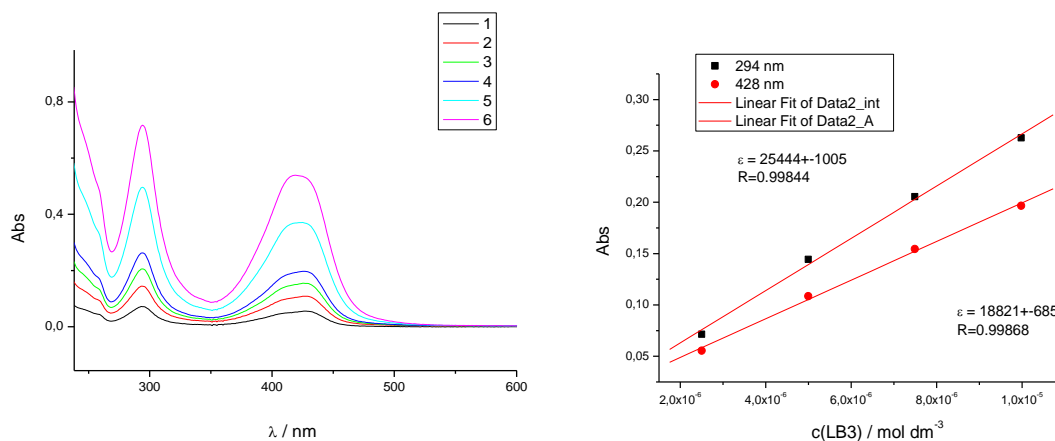 1
2
3
4
5
6
0,8
0,4
0,0
Abs
300
400
500
600
λ / nm
294 nm
428 nm
Linear Fit of Data2_int
Linear Fit of Data2_A
0,35
0,30
0,25
0,20
0,15
0,10
0,05
Abs
ε = 25444+-1005
R=0.99844
ε = 18821+-685
R=0.99868
2,0x10⁻⁶
4,0x10⁻⁶
6,0x10⁻⁶
8,0x10⁻⁶
1,0x10⁻⁵
c(LB3) / mol dm⁻³